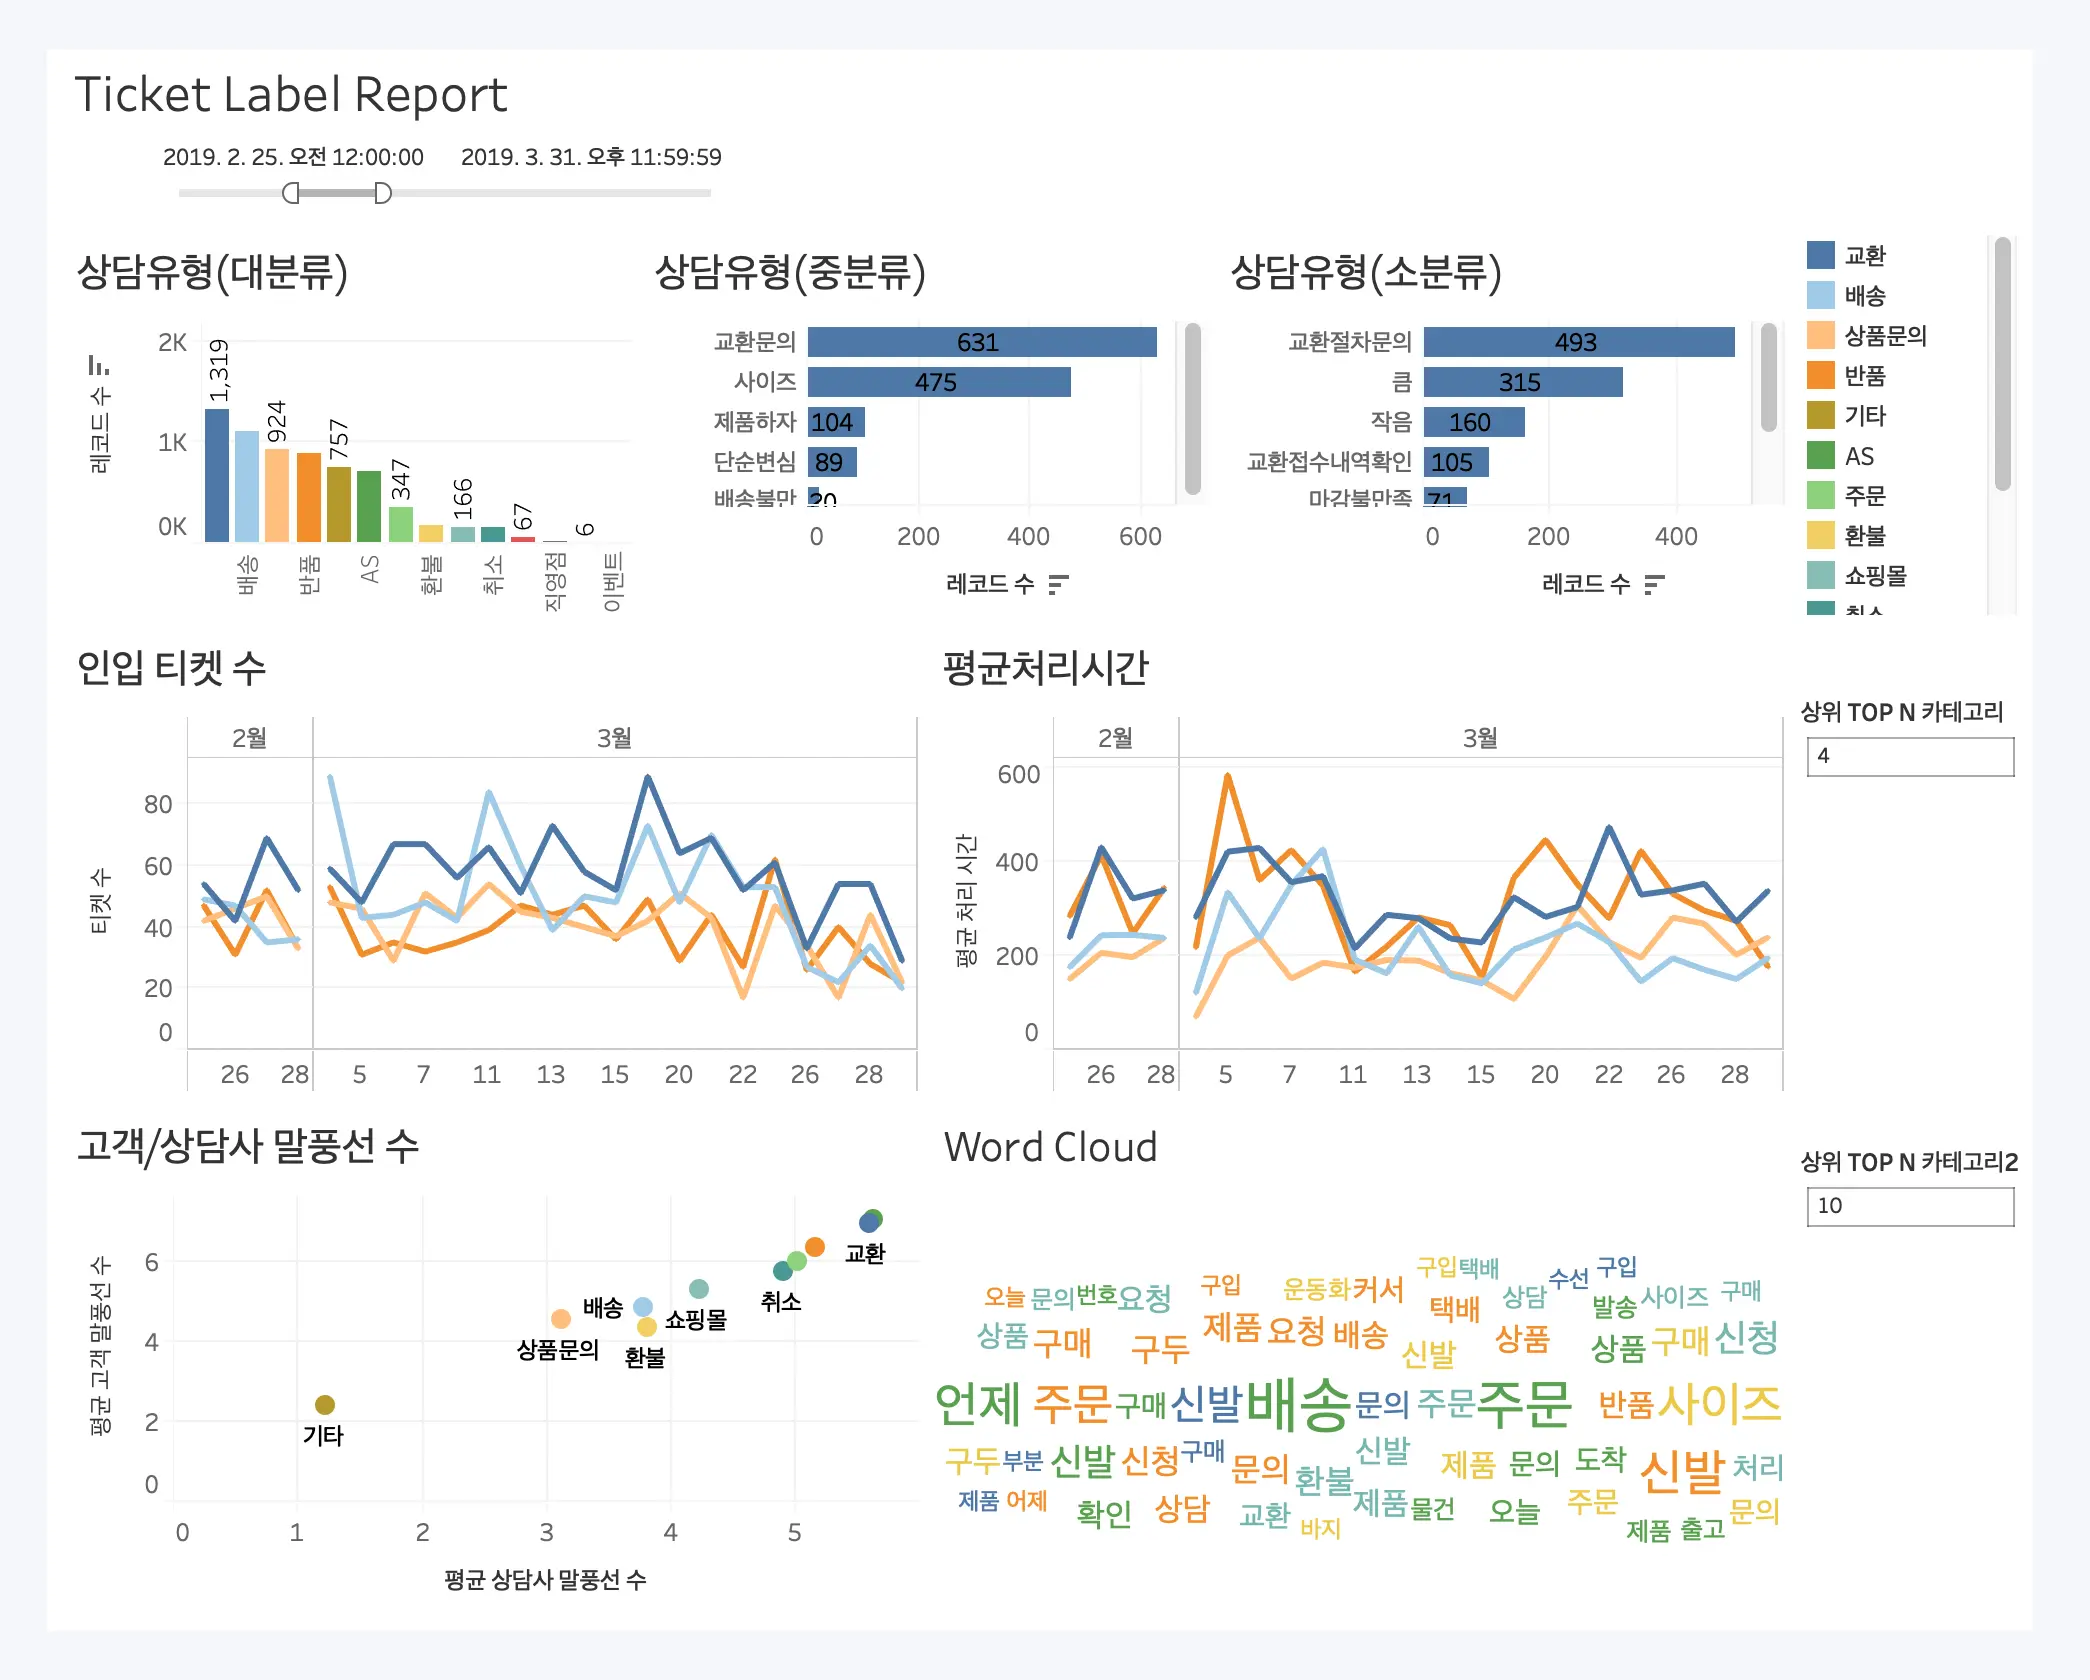 Ticket Label Report
2019. 2. 25. 오전 12:00:00 2019. 3. 31. 오후 11:59:59
상담유형(대분류)
레코드 수
2K
1K
0K
1,319
924
757
347
166
67
6
배송
반품
AS
환불
취소
직영점
이벤트
상담유형(중분류)
교환문의 631
사이즈 475
제품하자 104
단순변심 89
배송불만 20
0 200 400 600
레코드 수
상담유형(소분류)
교환절차문의 493
큼 315
작음 160
교환접수내역확인 105
마감불만족 71
0 200 400
레코드 수
교환
배송
상품문의
반품
기타
AS
주문
환불
쇼핑몰
취소
인입 티켓 수
2월 3월
티켓 수
80
60
40
20
0
26 28 5 7 11 13 15 20 22 26 28
평균처리시간
2월 3월
평균 처리 시간
600
400
200
0
26 28 5 7 11 13 15 20 22 26 28
상위 TOP N 카테고리
4
고객/상담사 말풍선 수
평균 고객 말풍선 수
6
4
2
0
교환
취소
배송
쇼핑몰
상품문의
환불
기타
0 1 2 3 4 5
평균 상담사 말풍선 수
Word Cloud
구입 택배 수선 구입
오늘 문의 번호 요청 구입 운동화 커서 택배 상담 발송 사이즈 구매
상품 구매 구두 제품 요청 배송 신발 상품 상품 구매 신청
언제 주문 구매 신발 배송 문의 주문 주문 반품 사이즈
구두 부분 신발 신청 구매 문의 환불 신발 제품 문의 도착 신발 처리
제품 어제 확인 상담 교환 바지 제품 물건 오늘 주문 제품 출고 문의
상위 TOP N 카테고리2
10